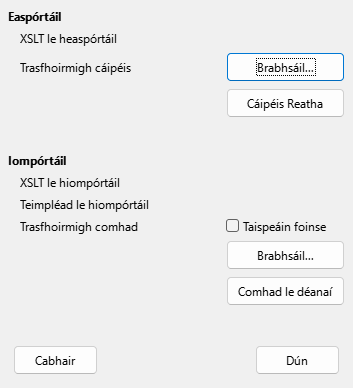 Easpórtáil
XSLT le heaspórtáil
Trasfhoirmigh cáipéis
Brabhsáil...
Cáipéis Reatha
Iompórtáil
XSLT le hiompórtáil
Teimpléad le hiompórtáil
Trasfhoirmigh comhad
Taispeáin foinse
Brabhsáil...
Comhad le déanaí
Cabhair
Dún